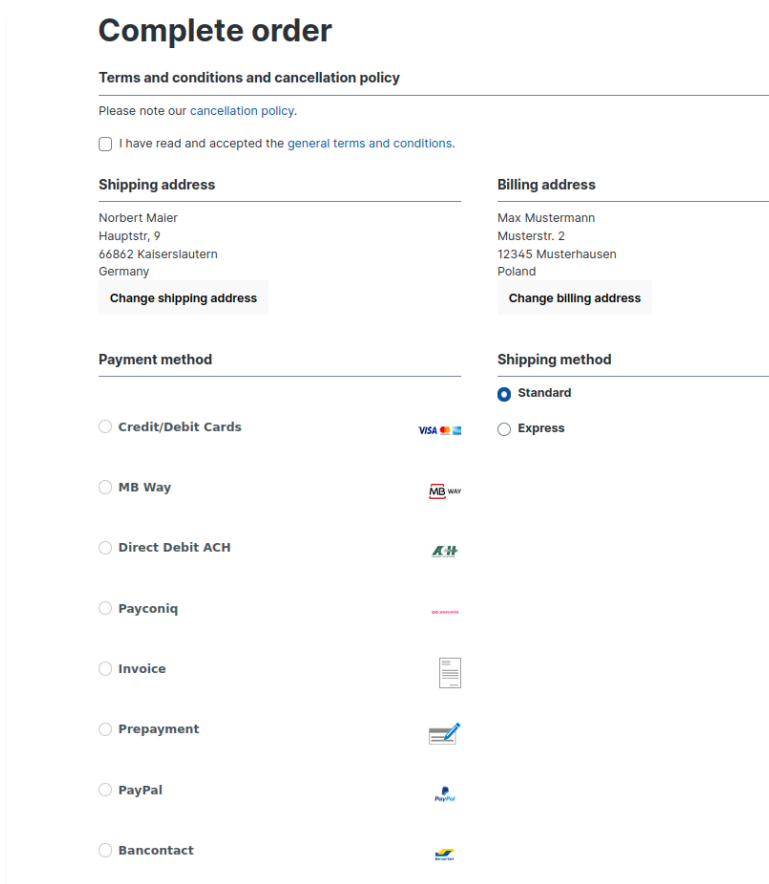 Complete order
Terms and conditions and cancellation policy
Please note our cancellation policy.
I have read and accepted the general terms and conditions.
Shipping address
Norbert Maier
Hauptstr, 9
66862 Kaiserslautern
Germany
Change shipping address
Billing address
Max Mustermann
Musterstr. 2
12345 Musterhausen
Poland
Change billing address
Payment method
Credit/Debit Cards
VISA
MB Way
MB WAY
Direct Debit ACH
ACH
Payconiq
Invoice
Prepayment
PayPal
PayPal
Bancontact
Bancontact
Shipping method
Standard
Express